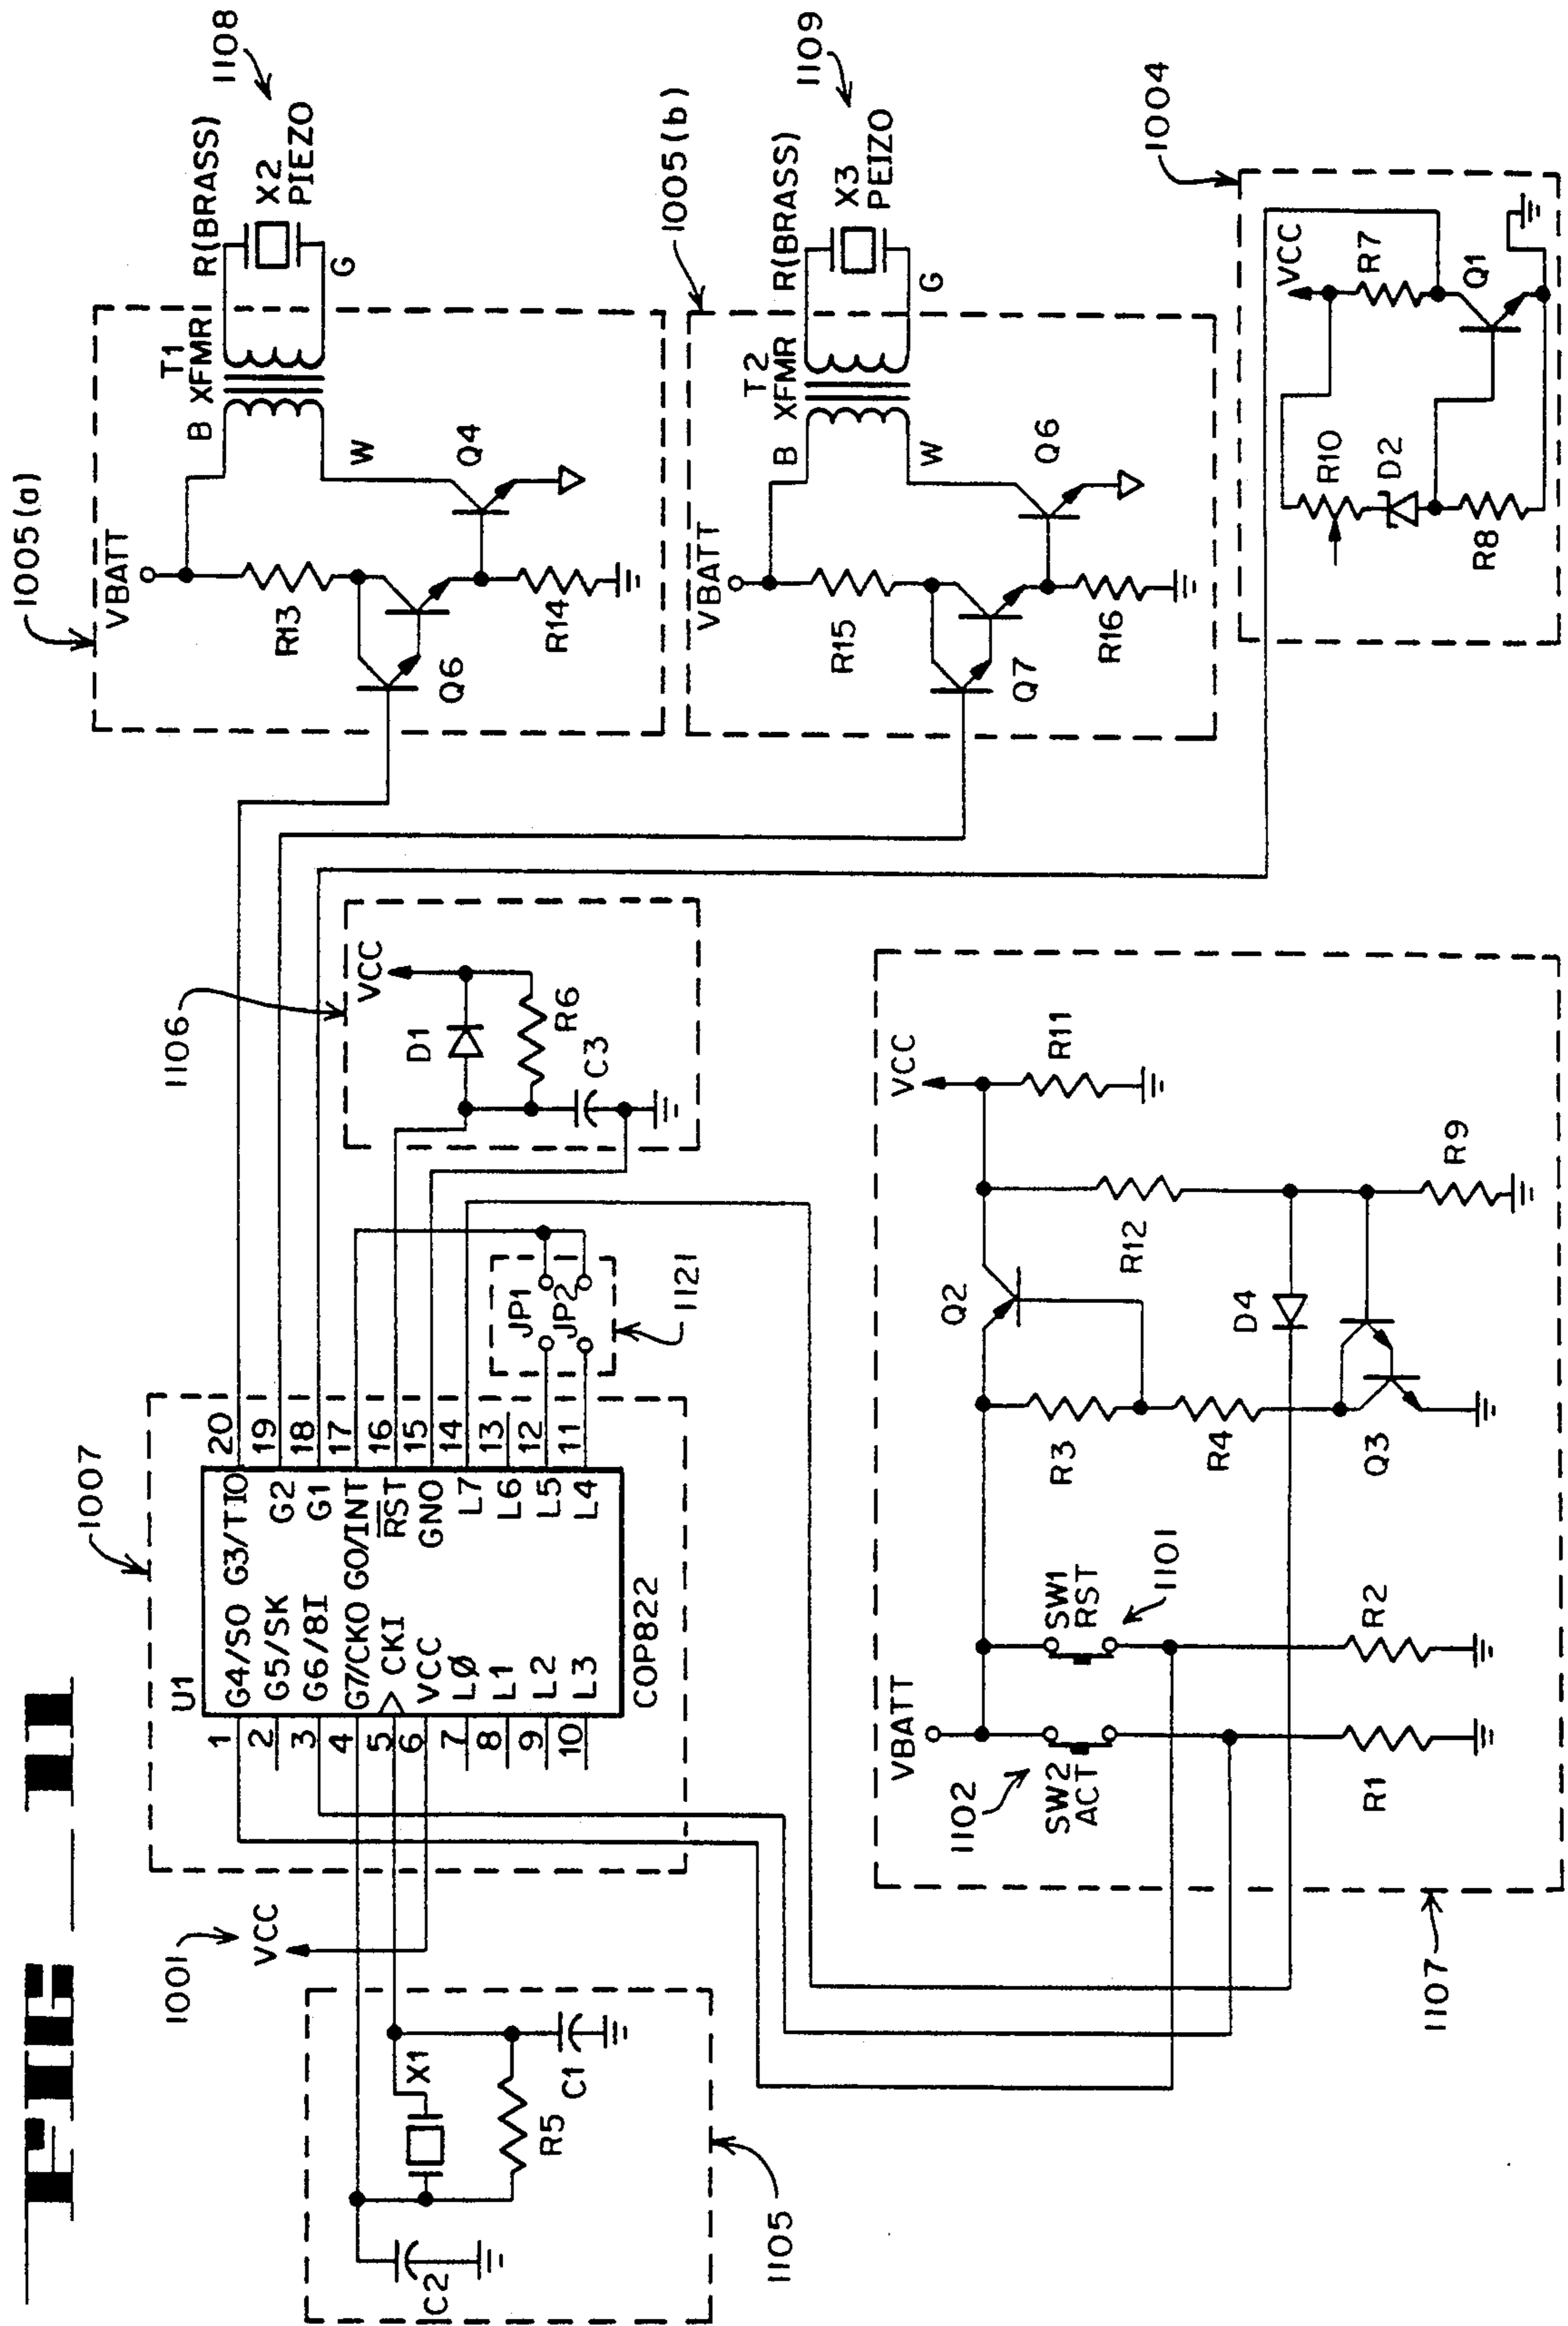 FIG 11
1007
U1
1 G4/SO G3/TIO 20
2 G5/SK G2 19
3 G6/8I G1 18
4 G7/CKO GO/INT 17
5 CKI RST 16
6 VCC GNO 15
7 LØ L7 14
8 L1 L6 13
9 L2 L5 12
10 L3 L4 11
COP822
1001
VCC
X1
R5
C1
C2
1105
JP1
JP2
1121
1106
VCC
D1
R6
C3
1005(a)
VBATT
R13
Q6
R14
Q4
B
W
T1
XFMR
R(BRASS)
G
X2
PIEZO
1108
1005(b)
VBATT
R15
Q7
R16
Q6
B
W
T2
XFMR
R(BRASS)
G
X3
PEIZO
1109
1004
VCC
R10
D2
R8
R7
Q1
VBATT
1102
SW2
ACT
SW1
RST
1101
R1
R2
R3
R4
Q2
Q3
D4
VCC
R11
R12
R9
1107